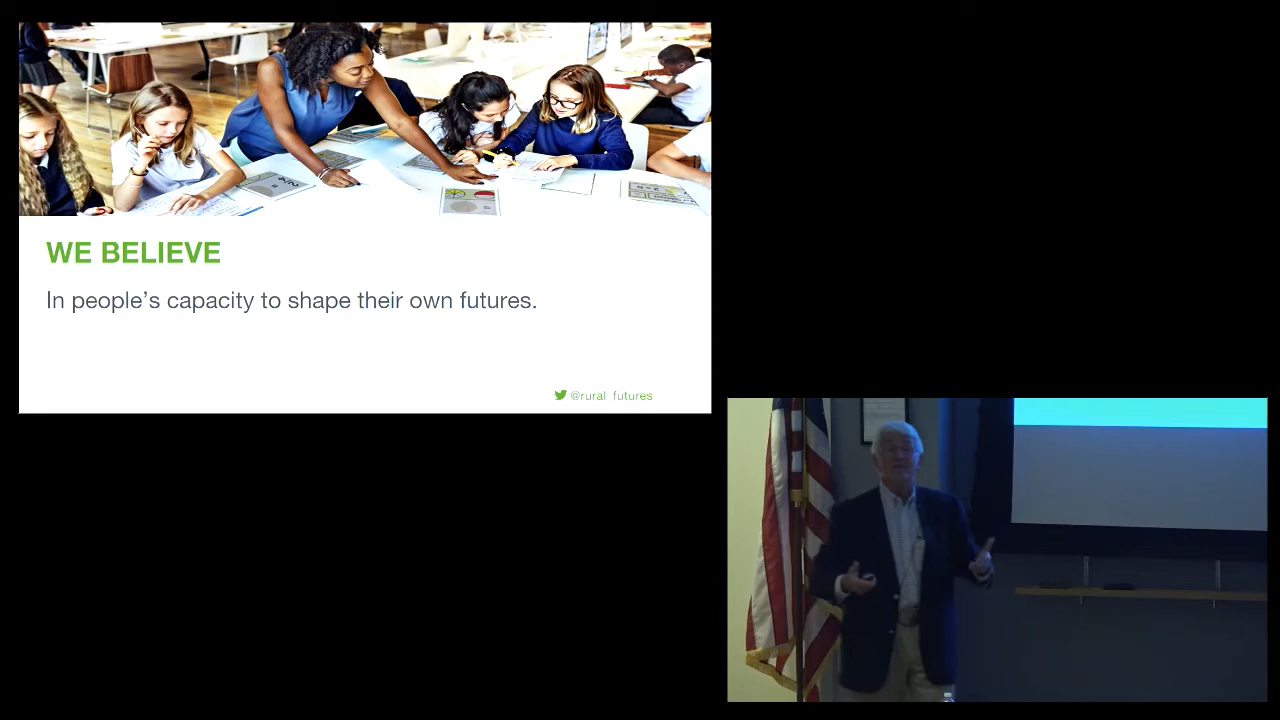 WE BELIEVE
In people's capacity to shape their own futures.
@rural_futures